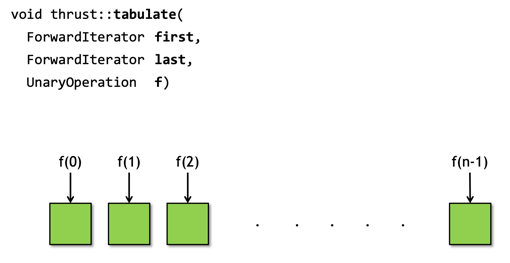 void thrust::tabulate(
ForwardIterator first,
ForwardIterator last,
UnaryOperation f)
f(0) f(1) f(2) f(n-1)
. . . . .